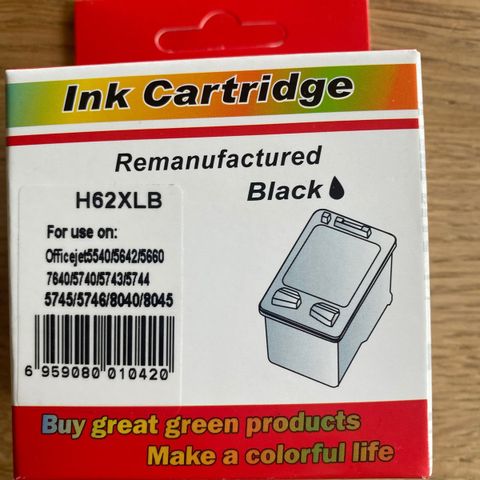 Ink Cartridge
Remanufactured
Black
H62XLB
For use on:
Officejet5540/5642/5660
7640/5740/5743/5744
5745/5746/8040/8045
6 959080 010420
Buy great green products
Make a colorful life